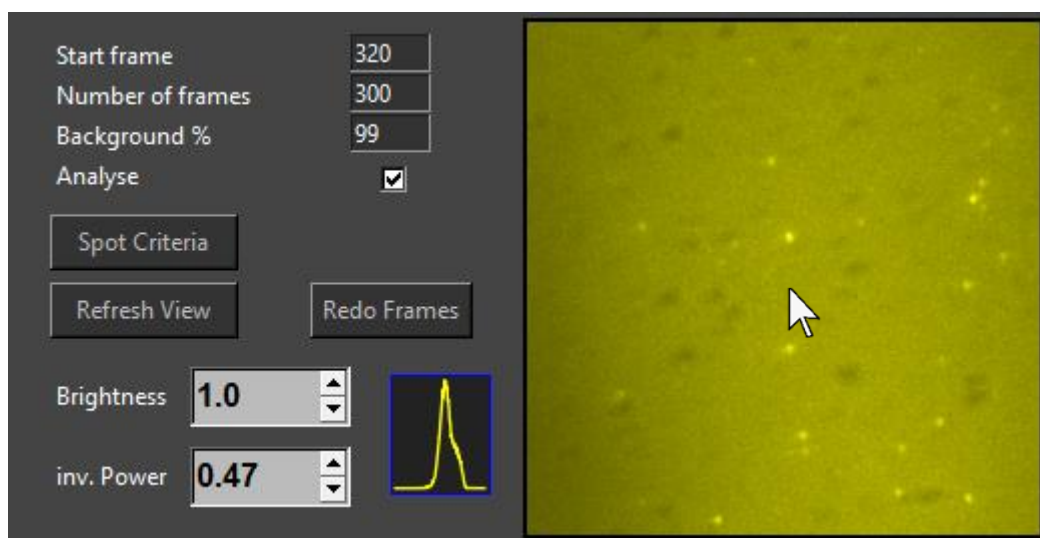 Start frame 320
Number of frames 300
Background % 99
Analyse
Spot Criteria
Refresh View Redo Frames
Brightness 1.0
inv. Power 0.47